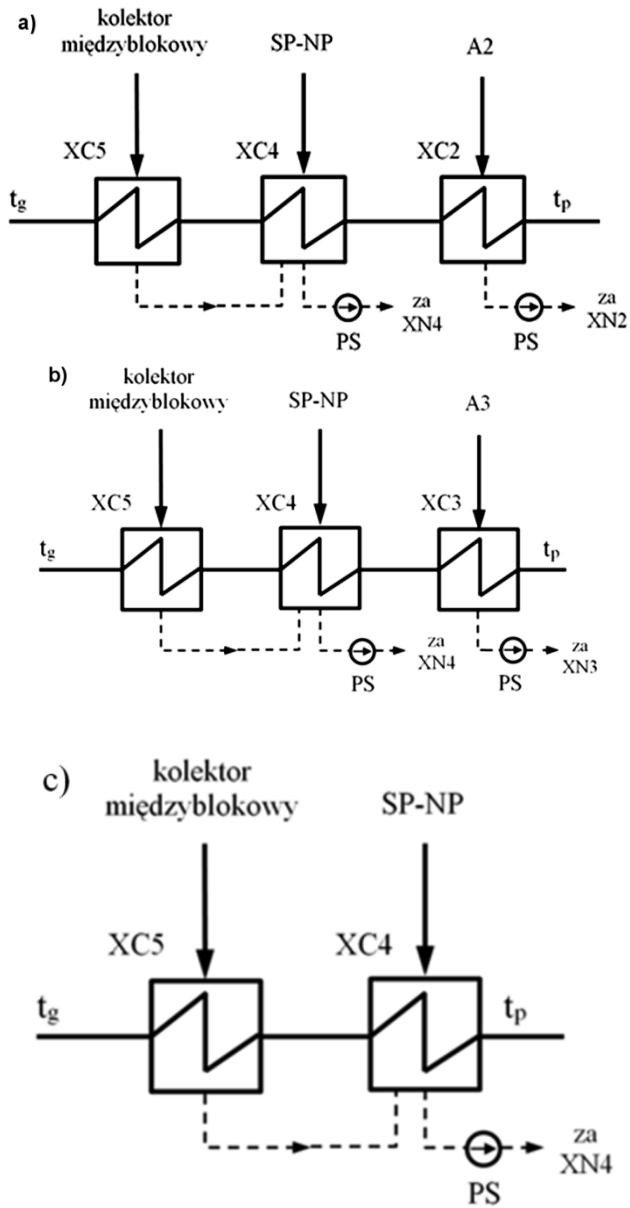 a)
kolektor
międzyblokowy
SP-NP
A2
XC5
XC4
XC2
tg
tp
za
XN4
PS
za
XN2
PS
b)
kolektor
międzyblokowy
SP-NP
A3
XC5
XC4
XC3
tg
tp
za
XN4
PS
za
XN3
PS
c)
kolektor
międzyblokowy
SP-NP
XC5
XC4
tg
tp
za
XN4
PS